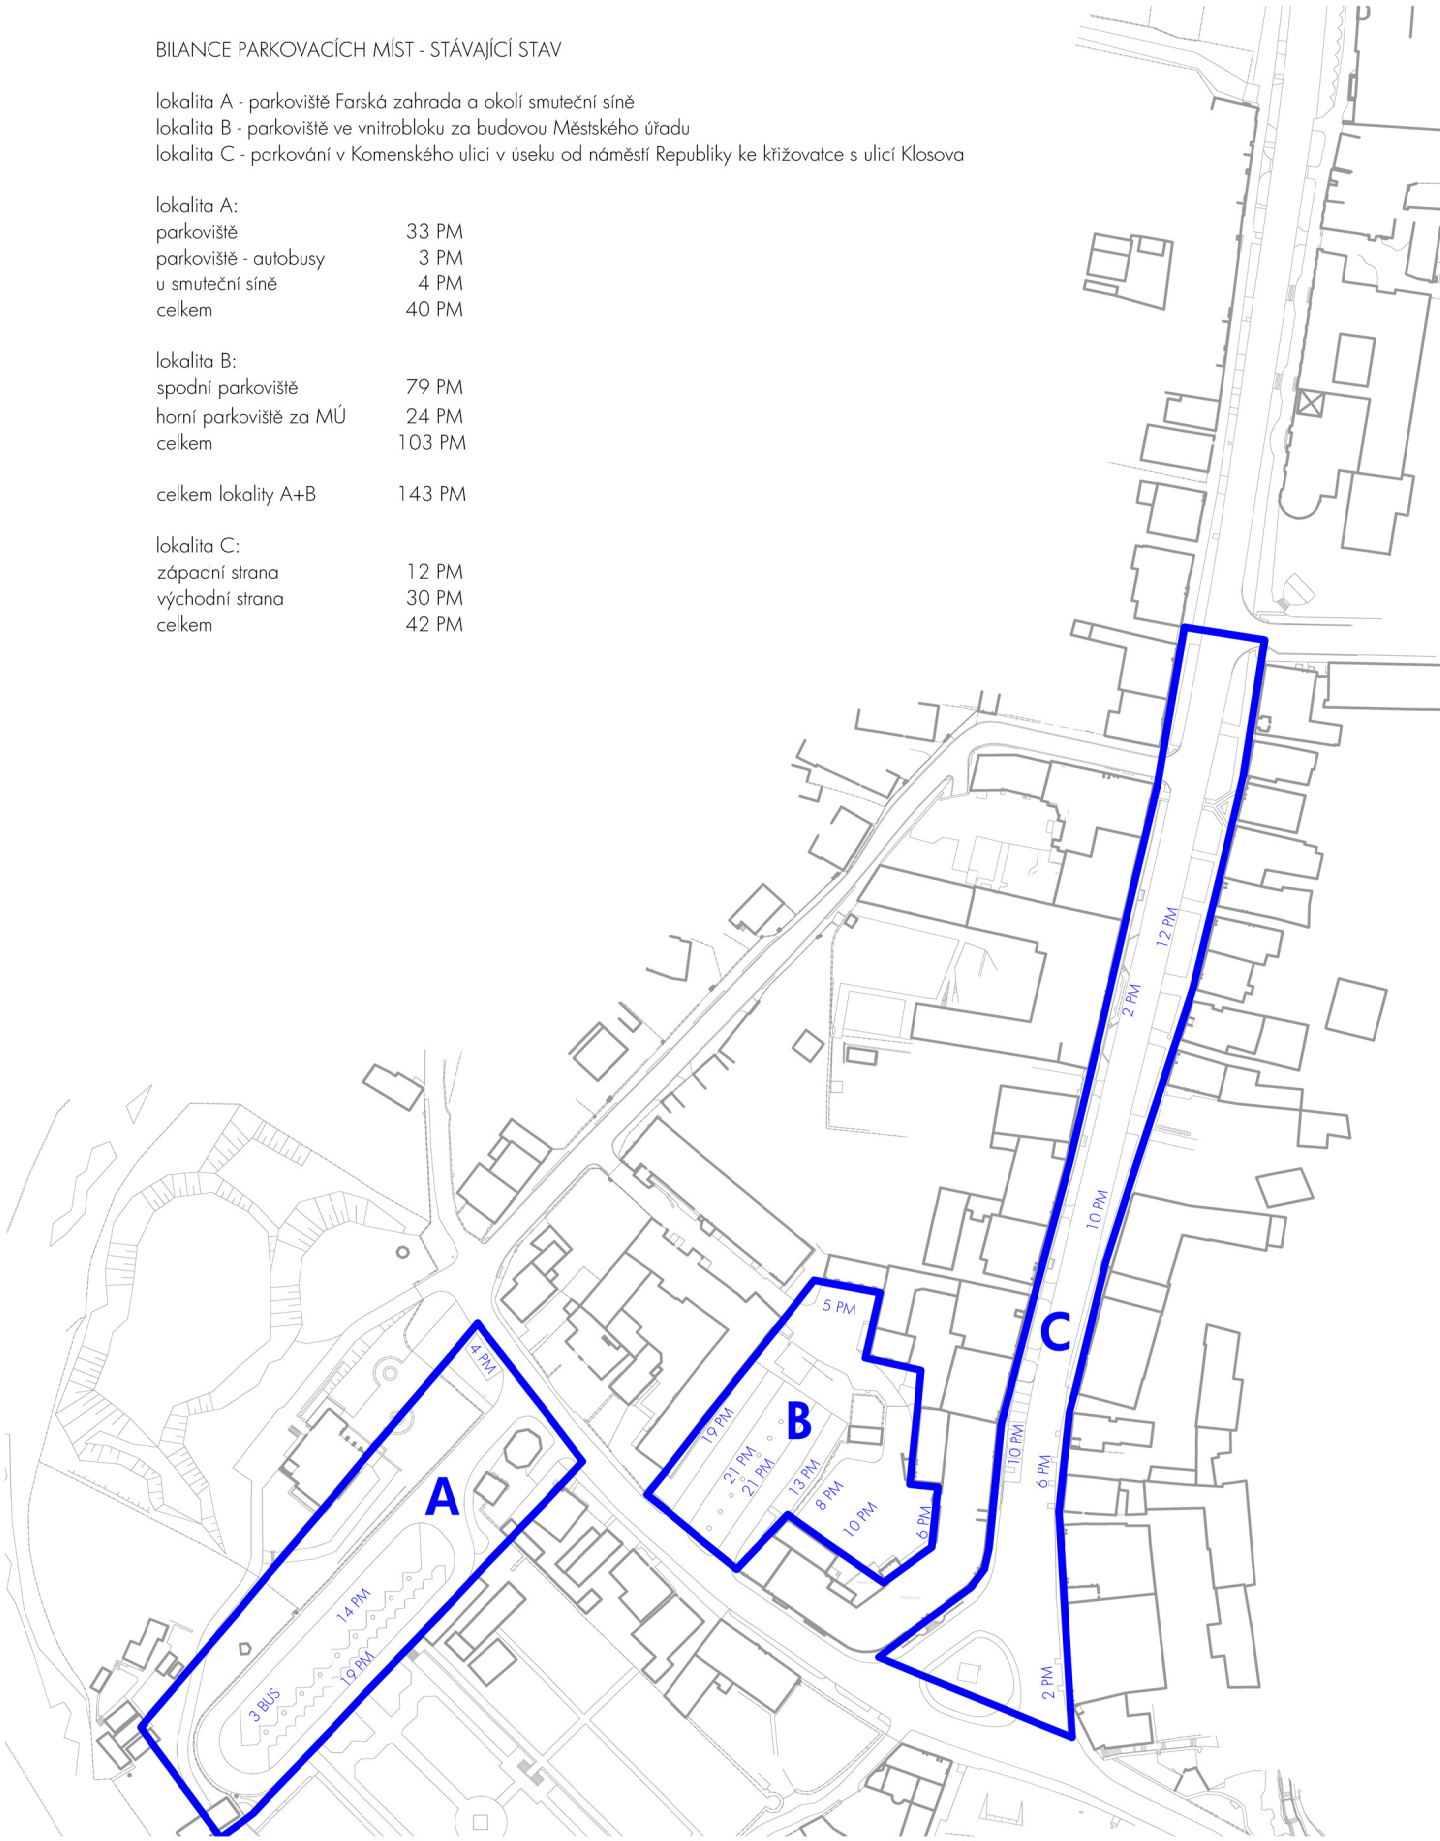 BILANCE PARKOVACÍCH MÍST - STÁVAJÍCÍ STAV
lokalita A - parkoviště Farská zahrada a okolí smuteční síně
lokalita B - parkoviště ve vnitrobloku za budovou Městského úřadu
lokalita C - parkování v Komenského ulici v úseku od náměstí Republiky ke křižovatce s ulicí Klosova
lokalita A:
parkoviště 33 PM
parkoviště - autobusy 3 PM
u smuteční síně 4 PM
celkem 40 PM
lokalita B:
spodní parkoviště 79 PM
horní parkoviště za MÚ 24 PM
celkem 103 PM
celkem lokality A+B 143 PM
lokalita C:
západní strana 12 PM
východní strana 30 PM
celkem 42 PM
12 PM
2 PM
10 PM
C
10 PM
6 PM
2 PM
5 PM
B
19 PM
21 PM
21 PM
13 PM
8 PM
10 PM
6 PM
4 PM
A
14 PM
19 PM
3 BUS